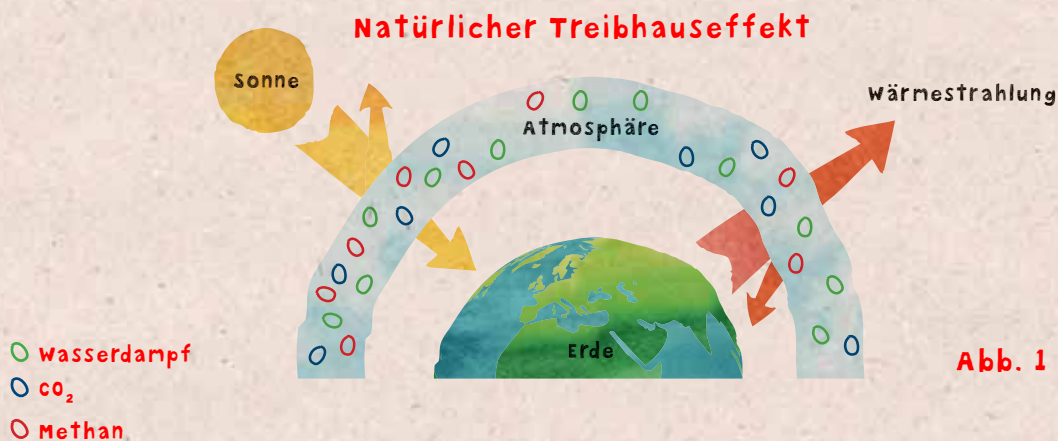 Natürlicher Treibhauseffekt
Sonne
Wärmestrahlung
Atmosphäre
Erde
Wasserdampf
CO₂
Methan
Abb. 1